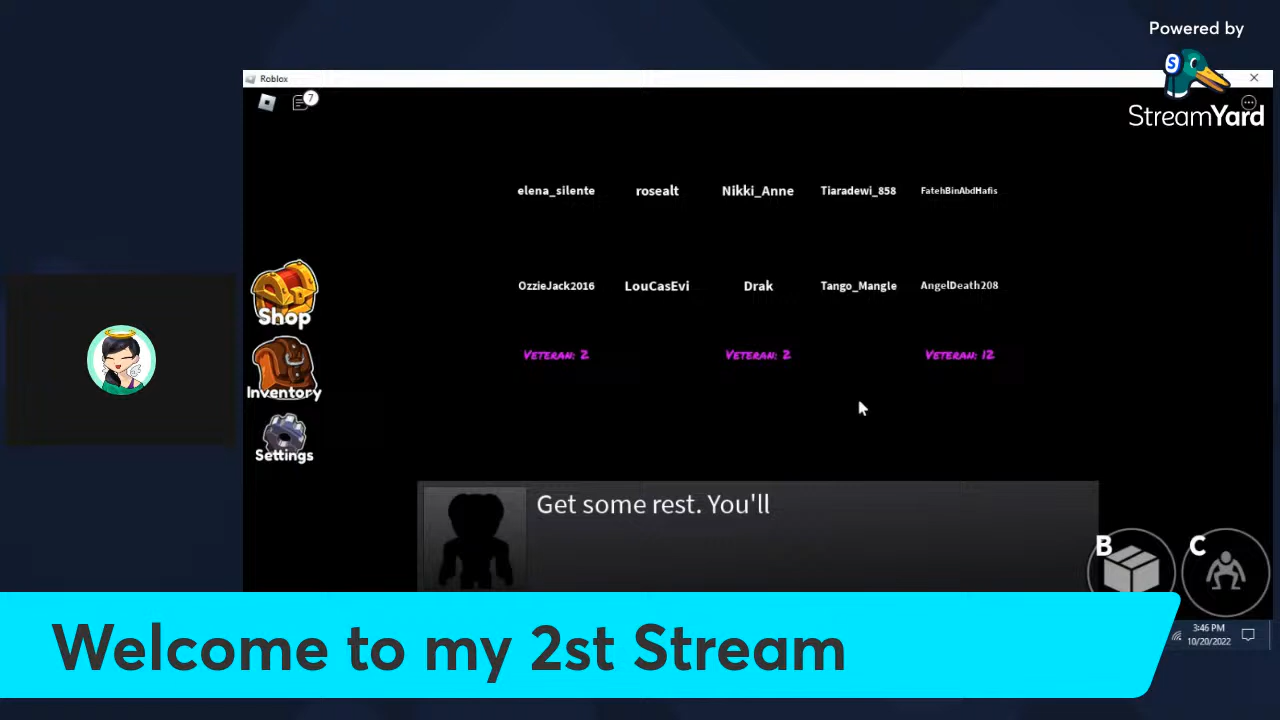 Powered by
StreamYard
Roblox
7
elena_silente rosealt Nikki_Anne Tiaradewi_858 FatehBinAbdHafis
OzzieJack2016 LouCasEvi Drak Tango_Mangle AngelDeath208
VETERAN: 2 VETERAN: 2 VETERAN: 12
Shop
Inventory
Settings
Get some rest. You'll
B C
3:46 PM
10/20/2022
Welcome to my 2st Stream